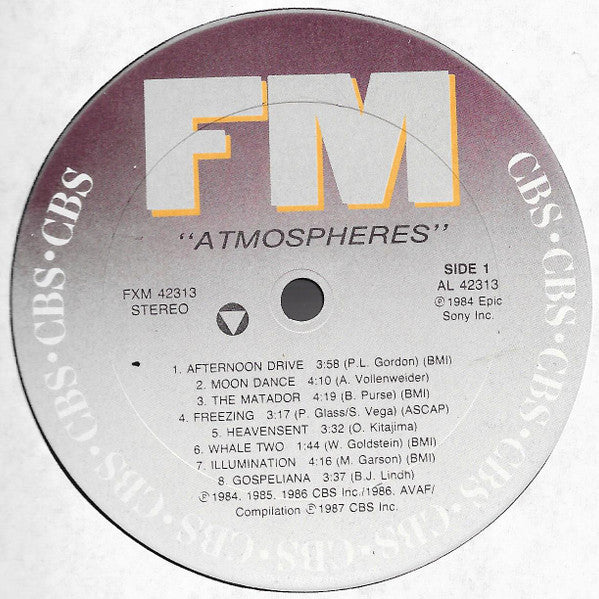 FM
"ATMOSPHERES"
FXM 42313
STEREO
SIDE 1
AL 42313
℗ 1984 Epic
Sony Inc.
1. AFTERNOON DRIVE 3:58 (P.L. Gordon) (BMI)
2. MOON DANCE 4:10 (A. Vollenweider)
3. THE MATADOR 4:19 (B. Purse) (BMI)
4. FREEZING 3:17 (P. Glass/S. Vega) (ASCAP)
5. HEAVENSENT 3:32 (O. Kitajima)
6. WHALE TWO 1:44 (W. Goldstein) (BMI)
7. ILLUMINATION 4:16 (M. Garson) (BMI)
8. GOSPELIANA 3:37 (B.J. Lindh)
℗1984, 1985, 1986 CBS Inc./1986, AVAF/
Compilation ℗1987 CBS Inc.
CBS · CBS · CBS · CBS · CBS · CBS · CBS · CBS · CBS